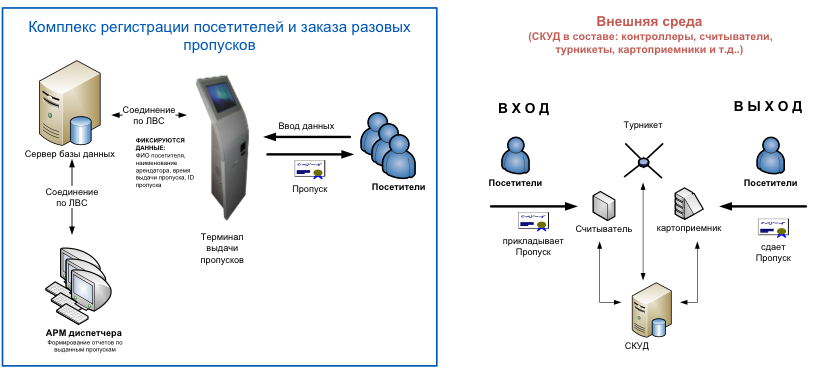 Комплекс регистрации посетителей и заказа разовых
пропусков
Соединение
по ЛВС
Сервер базы данных
ФИКСИРУЮТСЯ
ДАННЫЕ:
ФИО посетителя,
наименование
арендатора, время
выдачи пропуска, ID
пропуска
Ввод данных
Пропуск
Посетители
Соединение
по ЛВС
Терминал
выдачи
пропусков
АРМ диспетчера
Формирование отчетов по
выданным пропускам
Внешняя среда
(СКУД в составе: контроллеры, считыватели,
турникеты, картоприемники и т.д..)
ВХОД
ВЫХОД
Турникет
Посетители
Посетители
Считыватель
картоприемник
прикладывает
Пропуск
сдает
Пропуск
СКУД